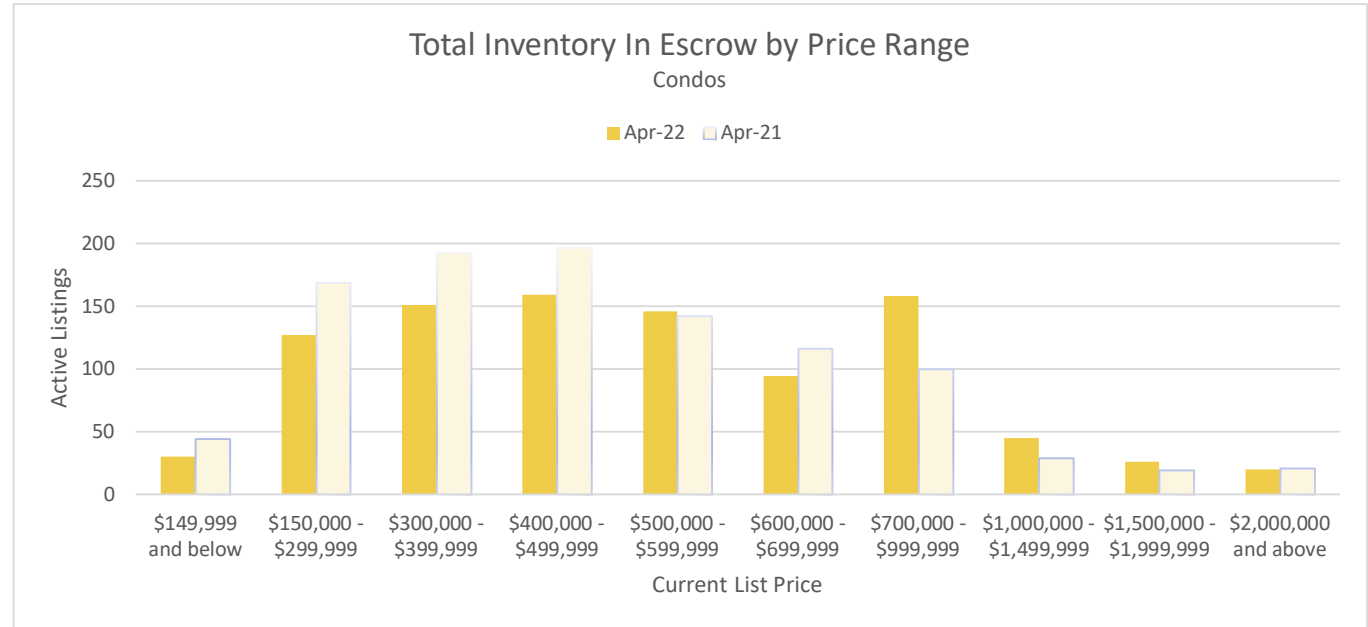 Total Inventory In Escrow by Price Range
Condos
Apr-22 Apr-21
250
200
150
100
50
0
Active Listings
$149,999 and below
$150,000 - $299,999
$300,000 - $399,999
$400,000 - $499,999
$500,000 - $599,999
$600,000 - $699,999
$700,000 - $999,999
$1,000,000 - $1,499,999
$1,500,000 - $1,999,999
$2,000,000 and above
Current List Price